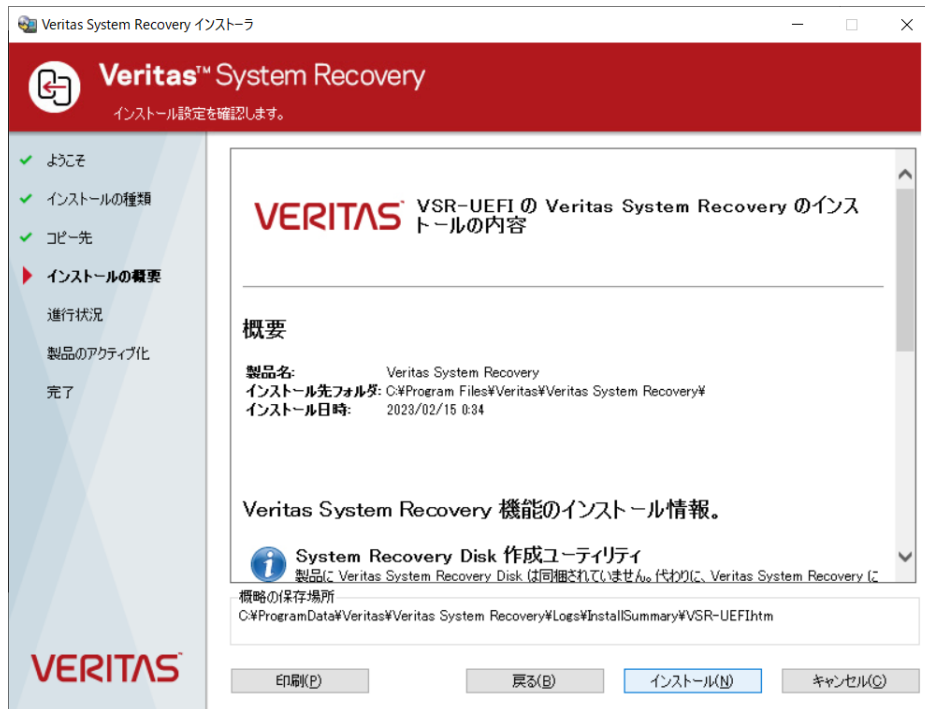 Veritas System Recovery インストーラ
Veritas™ System Recovery
インストール設定を確認します。
ようこそ
インストールの種類
コピー先
インストールの概要
進行状況
製品のアクティブ化
完了
VERITAS
VERITAS VSR-UEFI の Veritas System Recovery のインス
トールの内容
概要
製品名: Veritas System Recovery
インストール先フォルダ: C:¥Program Files¥Veritas¥Veritas System Recovery¥
インストール日時: 2023/02/15 0:34
Veritas System Recovery 機能のインストール情報。
System Recovery Disk 作成ユーティリティ
製品に Veritas System Recovery Disk は同梱されていません。代わりに、Veritas System Recovery に
概略の保存場所
C:¥ProgramData¥Veritas¥Veritas System Recovery¥Logs¥InstallSummary¥VSR-UEFI.htm
印刷(P)
戻る(B)
インストール(N)
キャンセル(C)